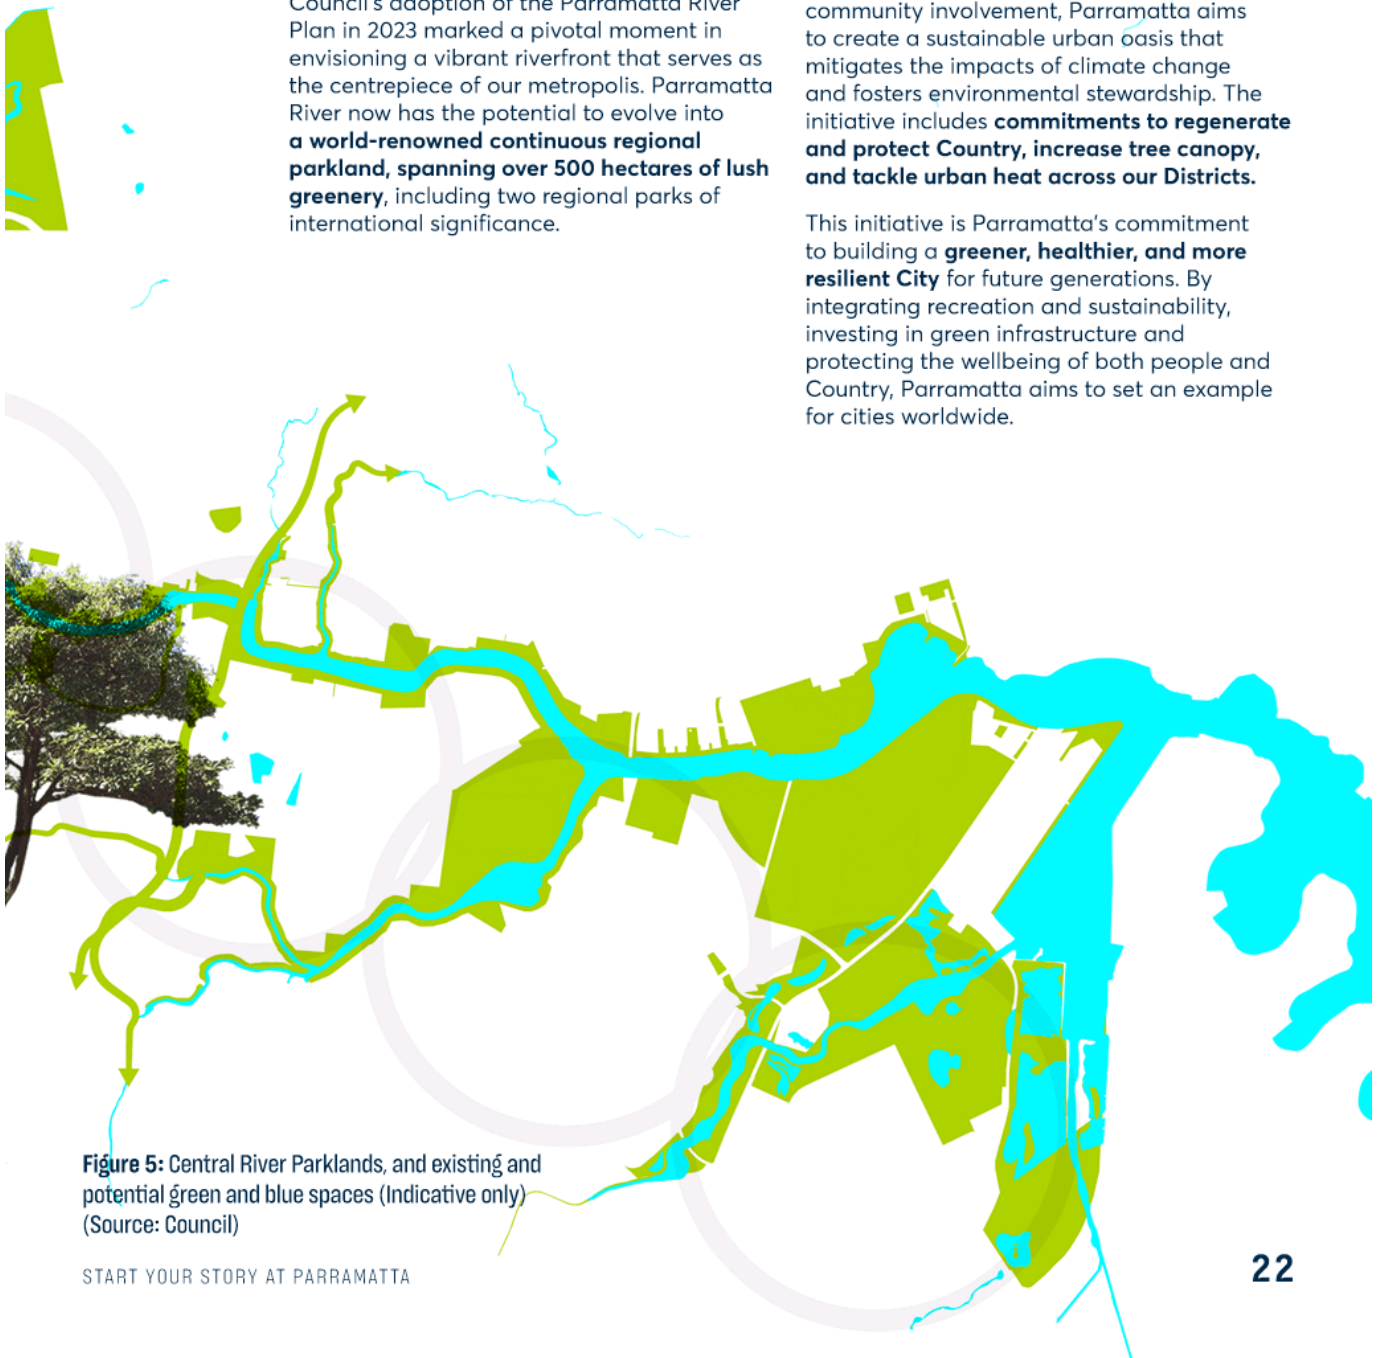 Council's adoption of the Parramatta River
Plan in 2023 marked a pivotal moment in
envisioning a vibrant riverfront that serves as
the centrepiece of our metropolis. Parramatta
River now has the potential to evolve into
a world-renowned continuous regional
parkland, spanning over 500 hectares of lush
greenery, including two regional parks of
international significance.
community involvement, Parramatta aims
to create a sustainable urban oasis that
mitigates the impacts of climate change
and fosters environmental stewardship. The
initiative includes commitments to regenerate
and protect Country, increase tree canopy,
and tackle urban heat across our Districts.
This initiative is Parramatta's commitment
to building a greener, healthier, and more
resilient City for future generations. By
integrating recreation and sustainability,
investing in green infrastructure and
protecting the wellbeing of both people and
Country, Parramatta aims to set an example
for cities worldwide.
Figure 5: Central River Parklands, and existing and
potential green and blue spaces (Indicative only)
(Source: Council)
START YOUR STORY AT PARRAMATTA
22